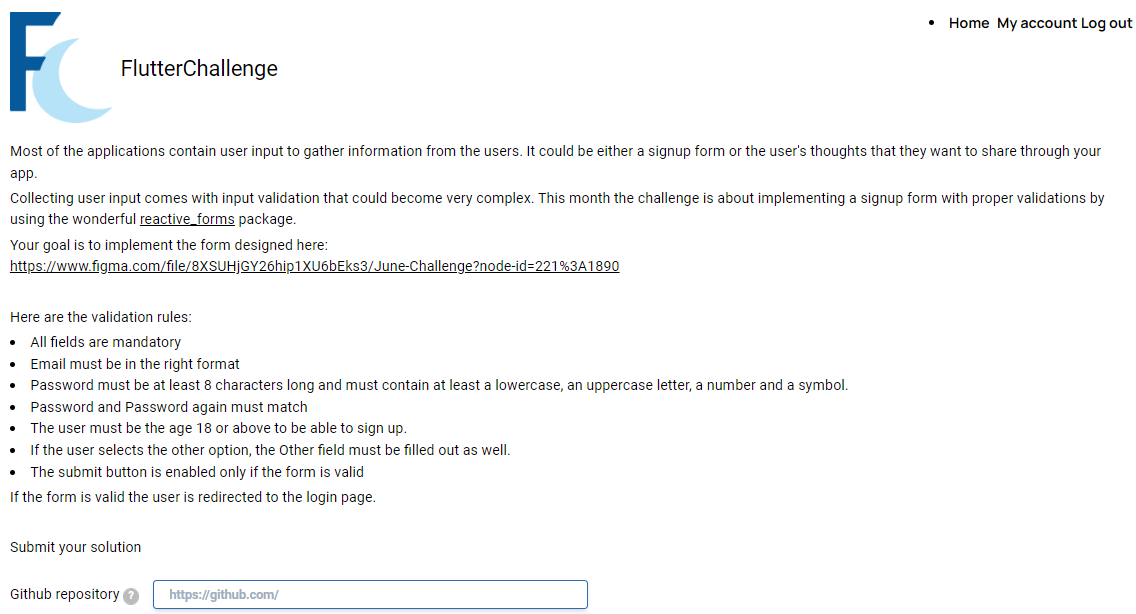 Home My account Log out
FlutterChallenge
Most of the applications contain user input to gather information from the users. It could be either a signup form or the user's thoughts that they want to share through your
app.
Collecting user input comes with input validation that could become very complex. This month the challenge is about implementing a signup form with proper validations by
using the wonderful reactive_forms package.
Your goal is to implement the form designed here:
https://www.figma.com/file/8XSUHjGY26hip1XU6bEks3/June-Challenge?node-id=221%3A1890
Here are the validation rules:
All fields are mandatory
Email must be in the right format
Password must be at least 8 characters long and must contain at least a lowercase, an uppercase letter, a number and a symbol.
Password and Password again must match
The user must be the age 18 or above to be able to sign up.
If the user selects the other option, the Other field must be filled out as well.
The submit button is enabled only if the form is valid
If the form is valid the user is redirected to the login page.
Submit your solution
Github repository ? https://github.com/